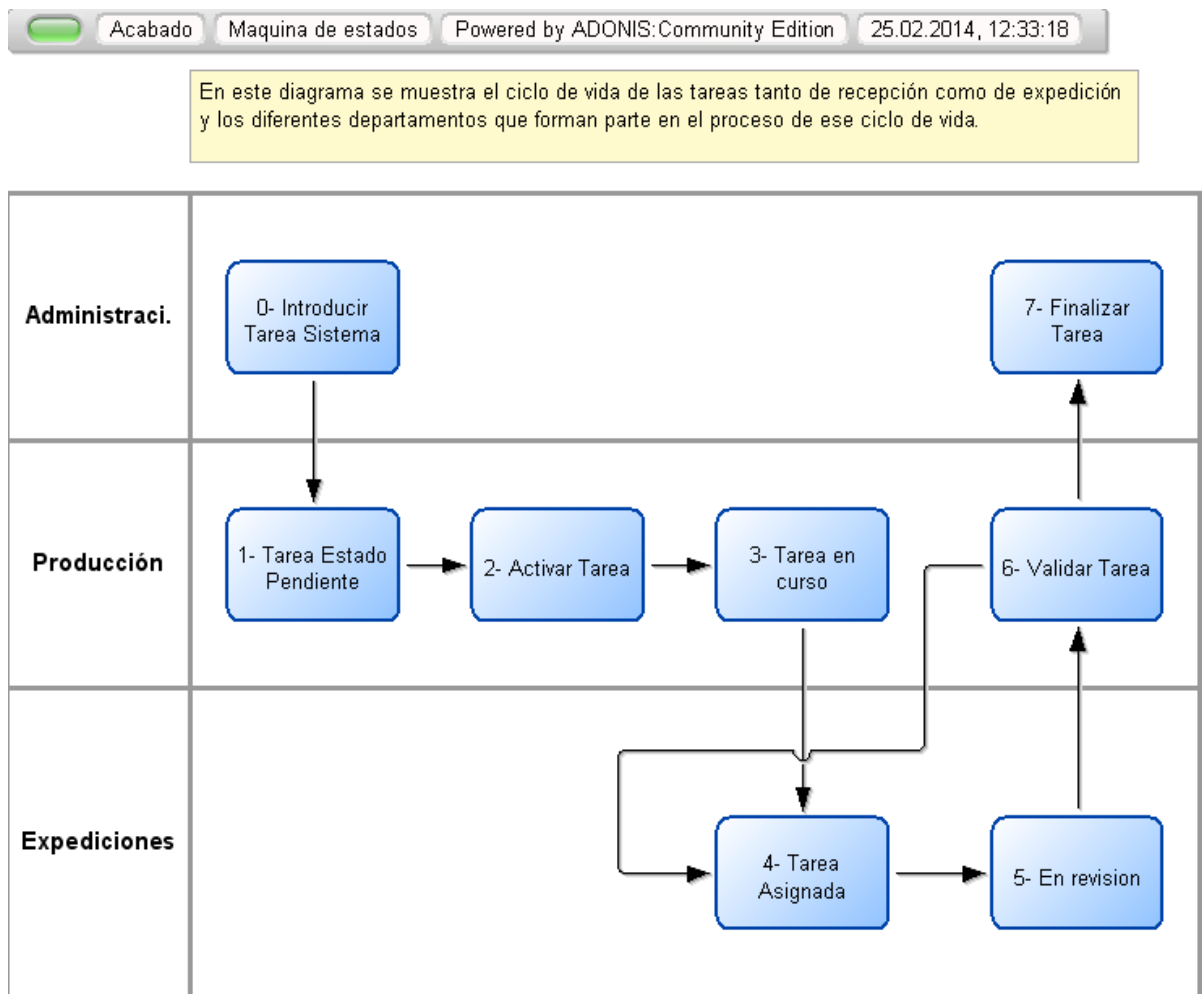 Acabado Maquina de estados Powered by ADONIS:Community Edition 25.02.2014, 12:33:18
En este diagrama se muestra el ciclo de vida de las tareas tanto de recepción como de expedición
y los diferentes departamentos que forman parte en el proceso de ese ciclo de vida.
Administraci.
0- Introducir
Tarea Sistema
7- Finalizar
Tarea
Producción
1- Tarea Estado
Pendiente
2- Activar Tarea
3- Tarea en
curso
6- Validar Tarea
Expediciones
4- Tarea
Asignada
5- En revision